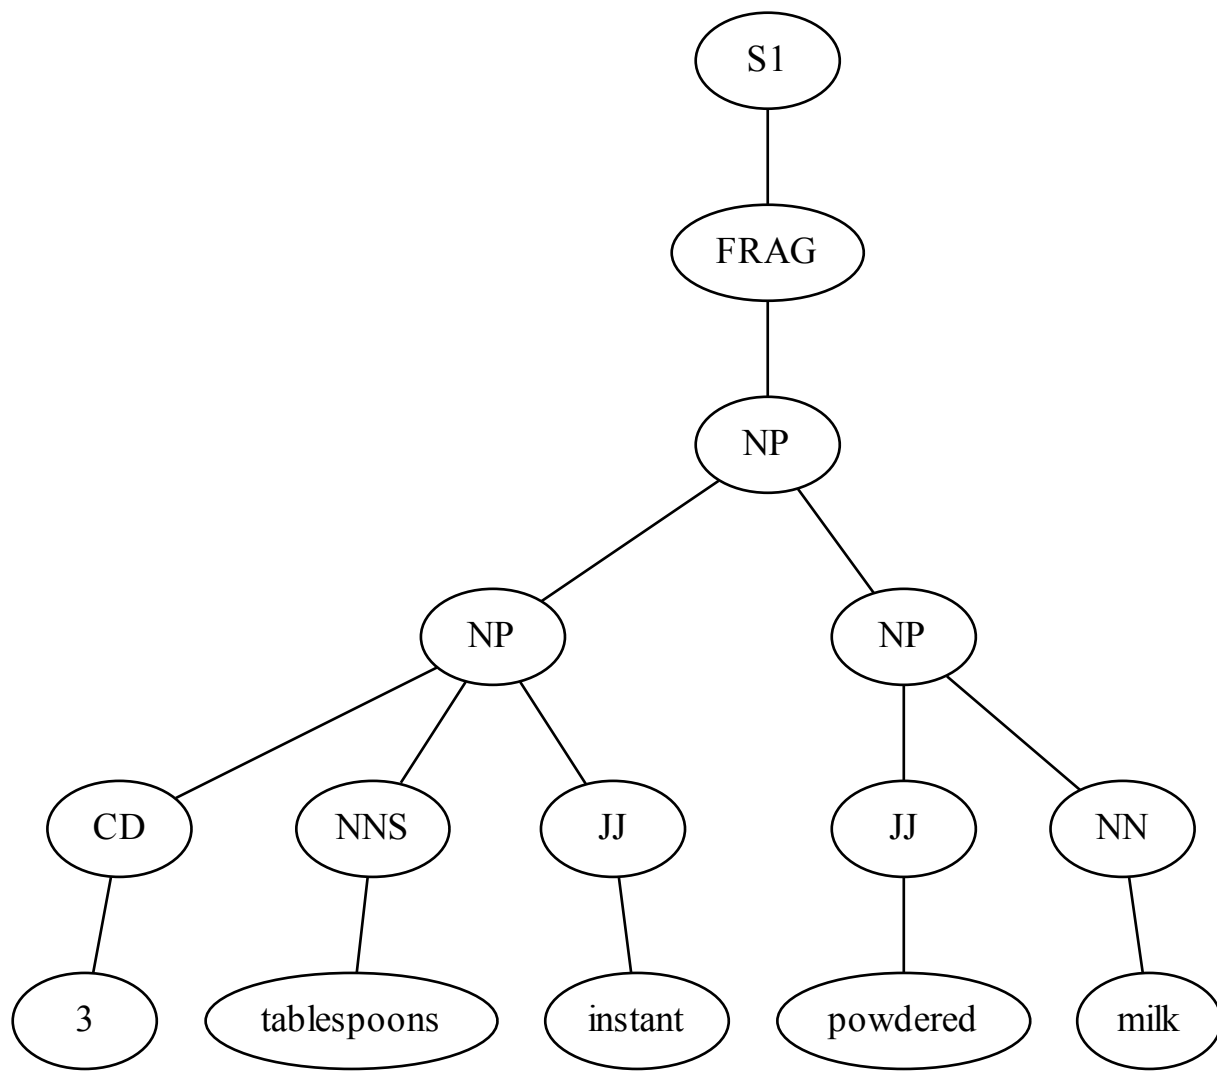 S1
FRAG
NP
NP NP
CD NNS JJ JJ NN
3 tablespoons instant powdered milk